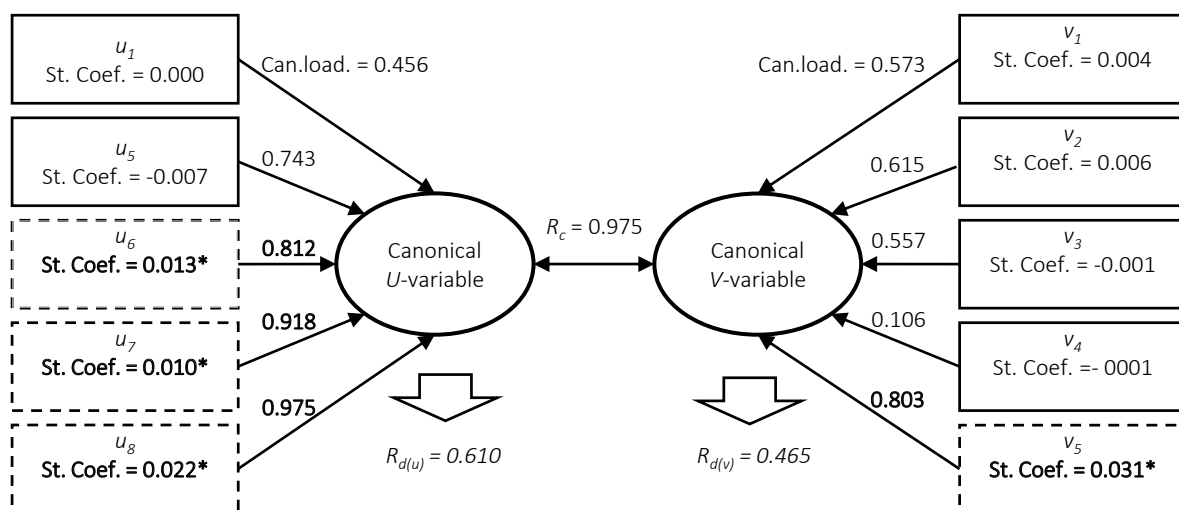 u1
St. Coef. = 0.000
Can.load. = 0.456
u5
St. Coef. = -0.007
0.743
u6
St. Coef. = 0.013*
0.812
u7
St. Coef. = 0.010*
0.918
u8
St. Coef. = 0.022*
0.975
Canonical
U-variable
Rd(u) = 0.610
Rc = 0.975
Canonical
V-variable
Rd(v) = 0.465
Can.load. = 0.573
v1
St. Coef. = 0.004
0.615
v2
St. Coef. = 0.006
0.557
v3
St. Coef. = -0.001
0.106
v4
St. Coef. =- 0001
0.803
v5
St. Coef. = 0.031*